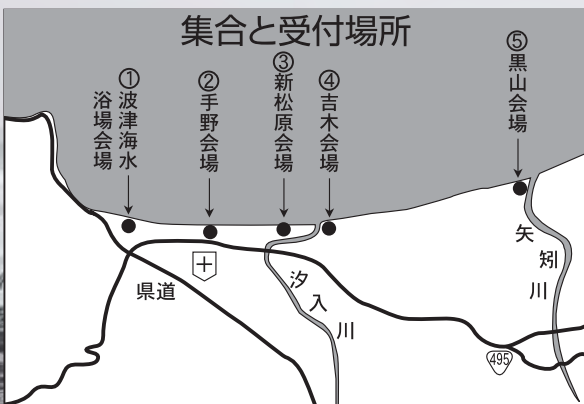 集合と受付場所
①波津海水
浴場会場
②手野会場
③新松原会場
④吉木会場
⑤黒山会場
県道
汐入川
矢矧川
495